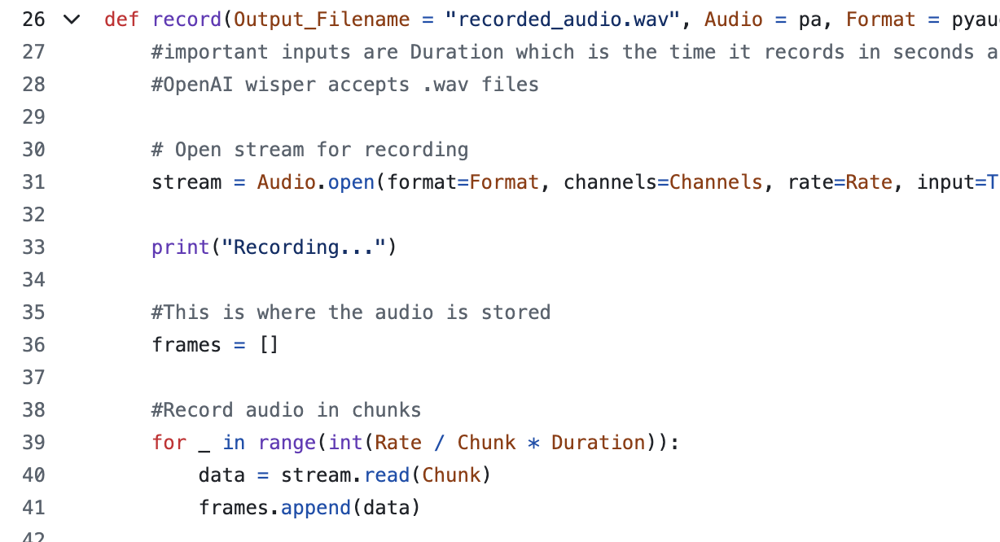 26 def record(Output_Filename = "recorded_audio.wav", Audio = pa, Format = pyau
27 #important inputs are Duration which is the time it records in seconds a
28 #OpenAI wisper accepts .wav files
29
30 # Open stream for recording
31 stream = Audio.open(format=Format, channels=Channels, rate=Rate, input=T
32
33 print("Recording...")
34
35 #This is where the audio is stored
36 frames = []
37
38 #Record audio in chunks
39 for _ in range(int(Rate / Chunk * Duration)):
40 data = stream.read(Chunk)
41 frames.append(data)
42